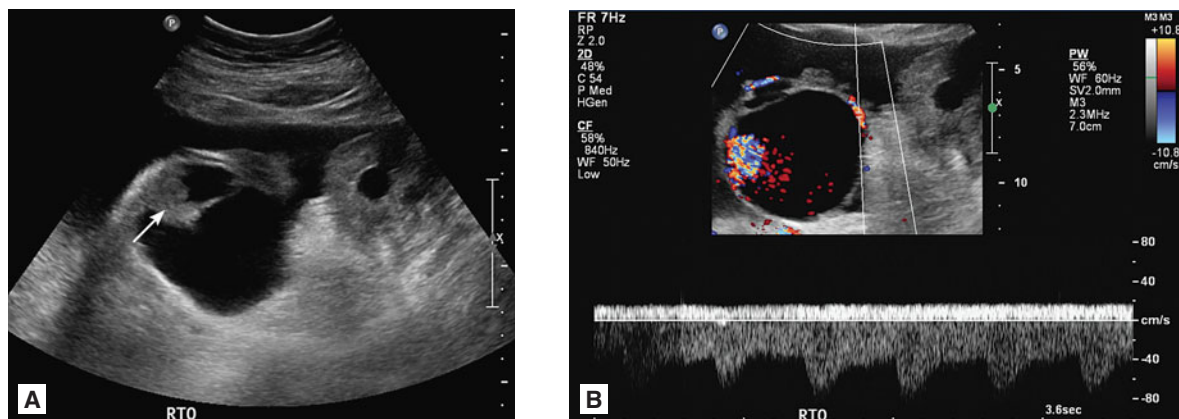 P
X
A
RTO
FR 7Hz
RP
Z 2.0
2D
48%
C 54
P Med
HGen
CF
58%
840Hz
WF 50Hz
Low
P
5
X
10
M3 M3
+10.8
-10.8
cm/s
PW
56%
WF 60Hz
SV2.0mm
M3
2.3MHz
7.0cm
80
40
cm/s
-40
-80
B
RTO
3.6sec